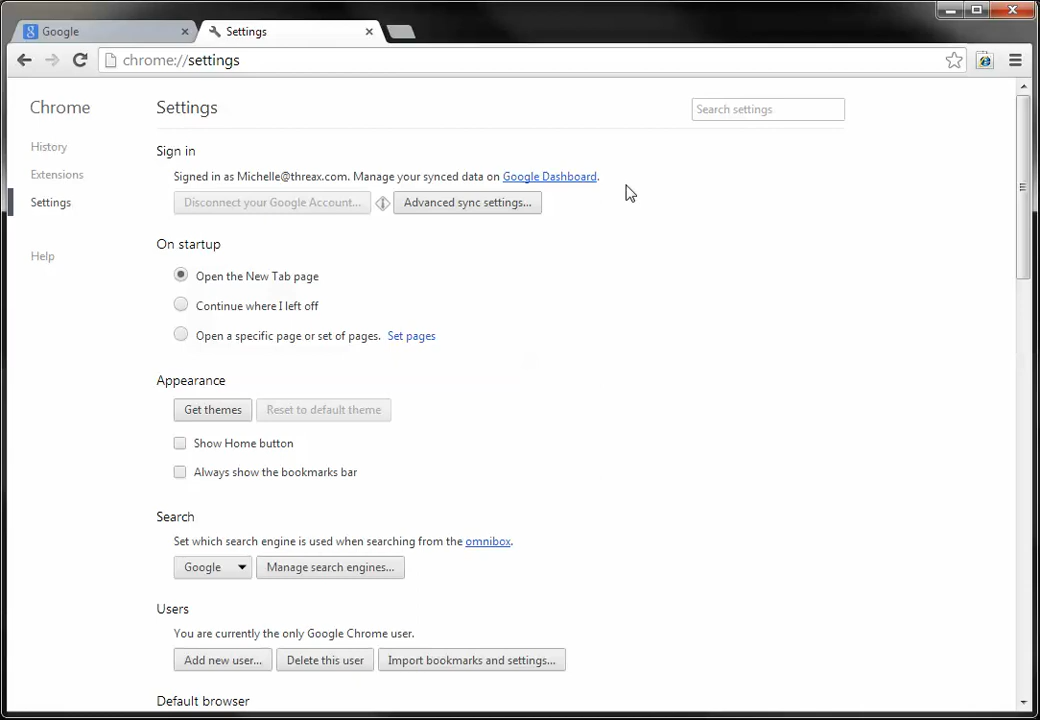 Google
Settings
chrome://settings
Chrome
Settings
Search settings
History
Extensions
Settings
Help
Sign in
Signed in as Michelle@threax.com. Manage your synced data on Google Dashboard.
Disconnect your Google Account...
Advanced sync settings...
On startup
Open the New Tab page
Continue where I left off
Open a specific page or set of pages. Set pages
Appearance
Get themes
Reset to default theme
Show Home button
Always show the bookmarks bar
Search
Set which search engine is used when searching from the omnibox.
Google
Manage search engines...
Users
You are currently the only Google Chrome user.
Add new user...
Delete this user
Import bookmarks and settings...
Default browser